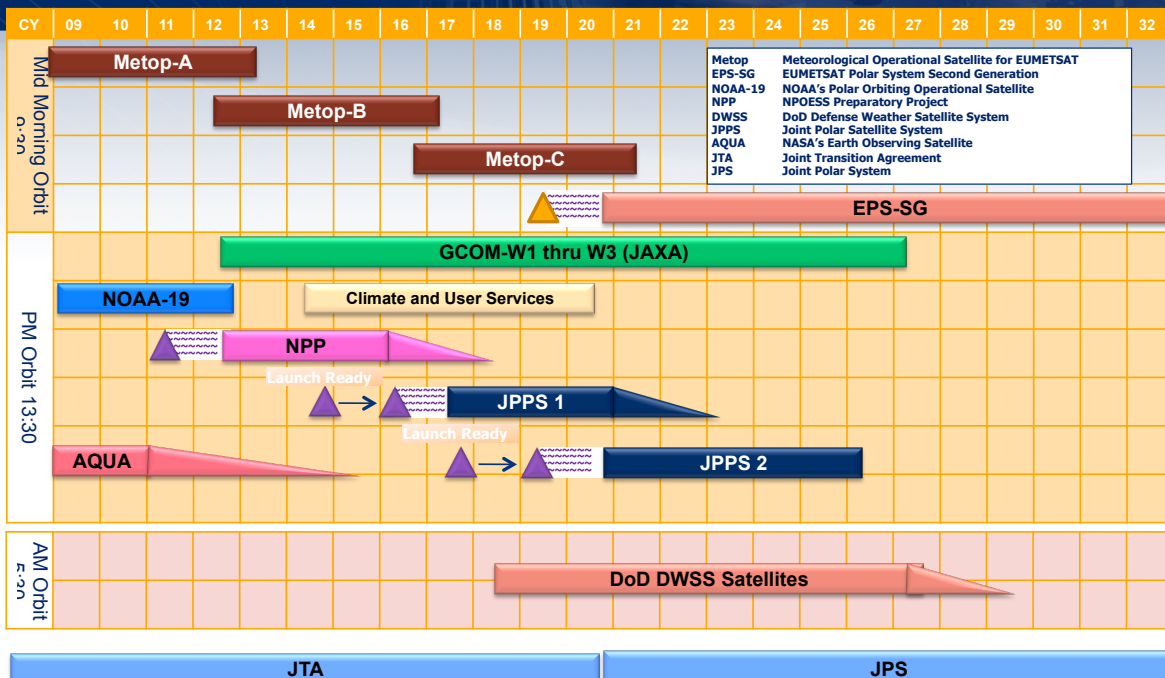 CY 09 10 11 12 13 14 15 16 17 18 19 20 21 22 23 24 25 26 27 28 29 30 31 32
Mid Morning Orbit
9:30
Metop-A
Metop-B
Metop-C
EPS-SG
Metop Meteorological Operational Satellite for EUMETSAT
EPS-SG EUMETSAT Polar System Second Generation
NOAA-19 NOAA's Polar Orbiting Operational Satellite
NPP NPOESS Preparatory Project
DWSS DoD Defense Weather Satellite System
JPPS Joint Polar Satellite System
AQUA NASA's Earth Observing Satellite
JTA Joint Transition Agreement
JPS Joint Polar System
PM Orbit 13:30
GCOM-W1 thru W3 (JAXA)
NOAA-19
Climate and User Services
NPP
Launch Ready
JPPS 1
Launch Ready
AQUA
JPPS 2
AM Orbit
5:30
DoD DWSS Satellites
JTA
JPS